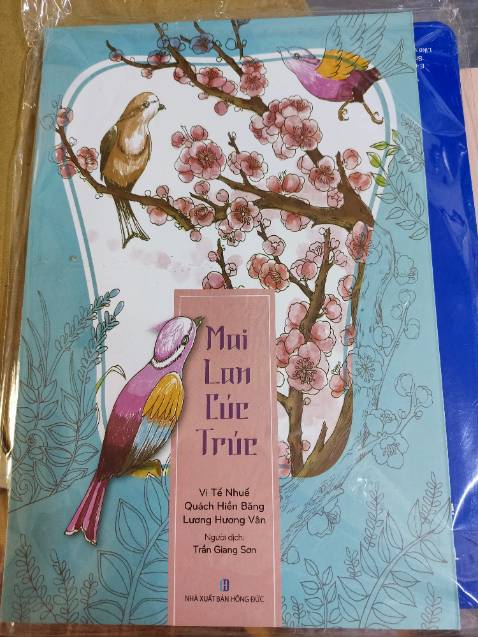 Mai
Lan
Cúc
Trúc
Vi Tế Nhuế
Quách Hiền Băng
Lương Hương Vân
Người dịch:
Trần Giang Sơn
NHÀ XUẤT BẢN HỒNG ĐỨC